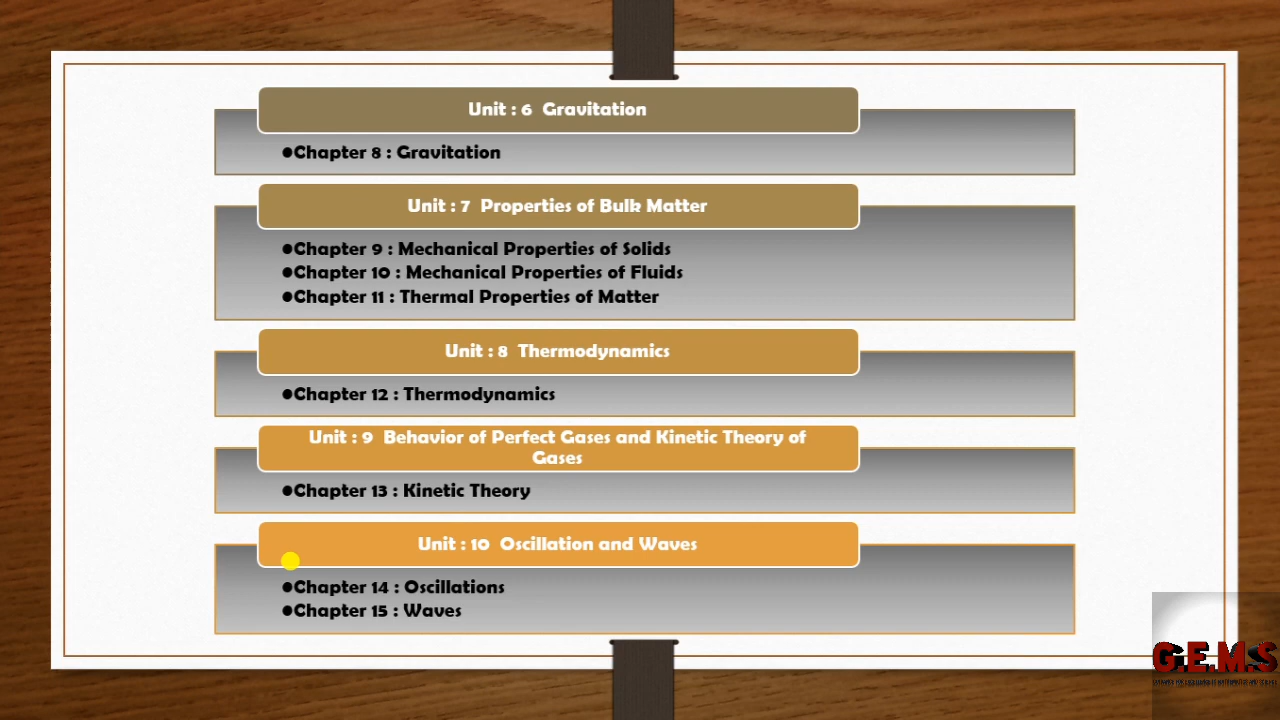 Unit : 6 Gravitation
●Chapter 8 : Gravitation
Unit : 7 Properties of Bulk Matter
●Chapter 9 : Mechanical Properties of Solids
●Chapter 10 : Mechanical Properties of Fluids
●Chapter 11 : Thermal Properties of Matter
Unit : 8 Thermodynamics
●Chapter 12 : Thermodynamics
Unit : 9 Behavior of Perfect Gases and Kinetic Theory of
Gases
●Chapter 13 : Kinetic Theory
Unit : 10 Oscillation and Waves
●Chapter 14 : Oscillations
●Chapter 15 : Waves
G.E.M.S